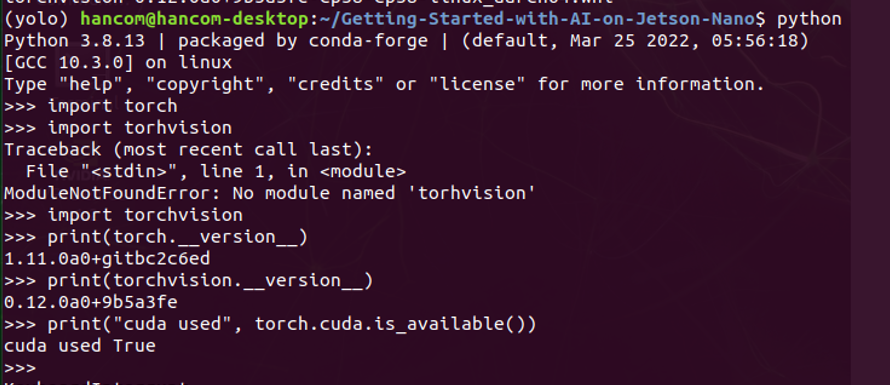 (yolo) hancom@hancom-desktop:~/Getting-Started-with-AI-on-Jetson-Nano$ python
Python 3.8.13 | packaged by conda-forge | (default, Mar 25 2022, 05:56:18)
[GCC 10.3.0] on linux
Type "help", "copyright", "credits" or "license" for more information.
>>> import torch
>>> import torhvision
Traceback (most recent call last):
  File "<stdin>", line 1, in <module>
ModuleNotFoundError: No module named 'torhvision'
>>> import torchvision
>>> print(torch.__version__)
1.11.0a0+gitbc2c6ed
>>> print(torchvision.__version__)
0.12.0a0+9b5a3fe
>>> print("cuda used", torch.cuda.is_available())
cuda used True
>>>